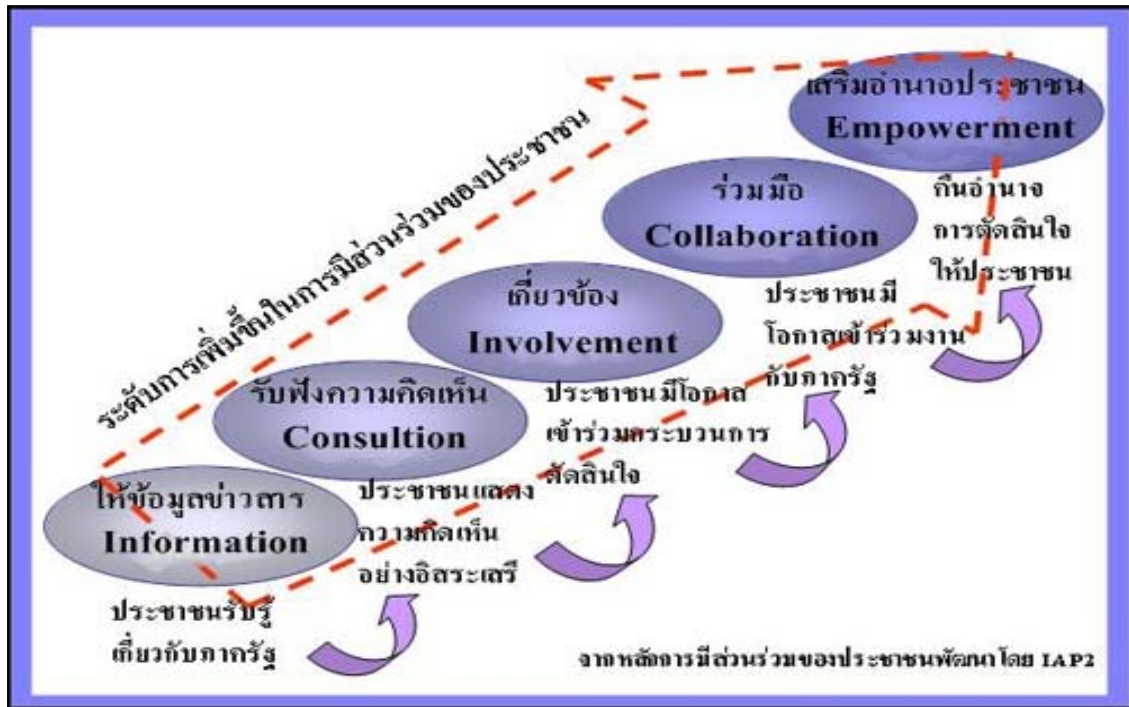 ระดับการเพิ่มขึ้นในการมีส่วนร่วมของประชาชน
เสริมอำนาอประชาชน
Empowerment
คืนอำนาจ
การตัดสินใจ
ให้ประชาชน
ร่วมมือ
Collaboration
ประชาชนมี
โอกาสเข้าร่วมงาน
กับภาครัฐ
เกี่ยวข้อง
Involvement
ประชาชนมีโอกาส
เข้าร่วมกระบวนการ
ตัดสินใจ
รับฟังความคิดเห็น
Consultion
ประชาชนแสดง
ความคิดเห็น
อย่างอิสระเสรี
ให้ข้อมูลข่าวสาร
Information
ประชาชนรับรู้
เกี่ยวกับภาครัฐ
จากหลักการมีส่วนร่วมของประชาชนพัฒนาโดย IAP2